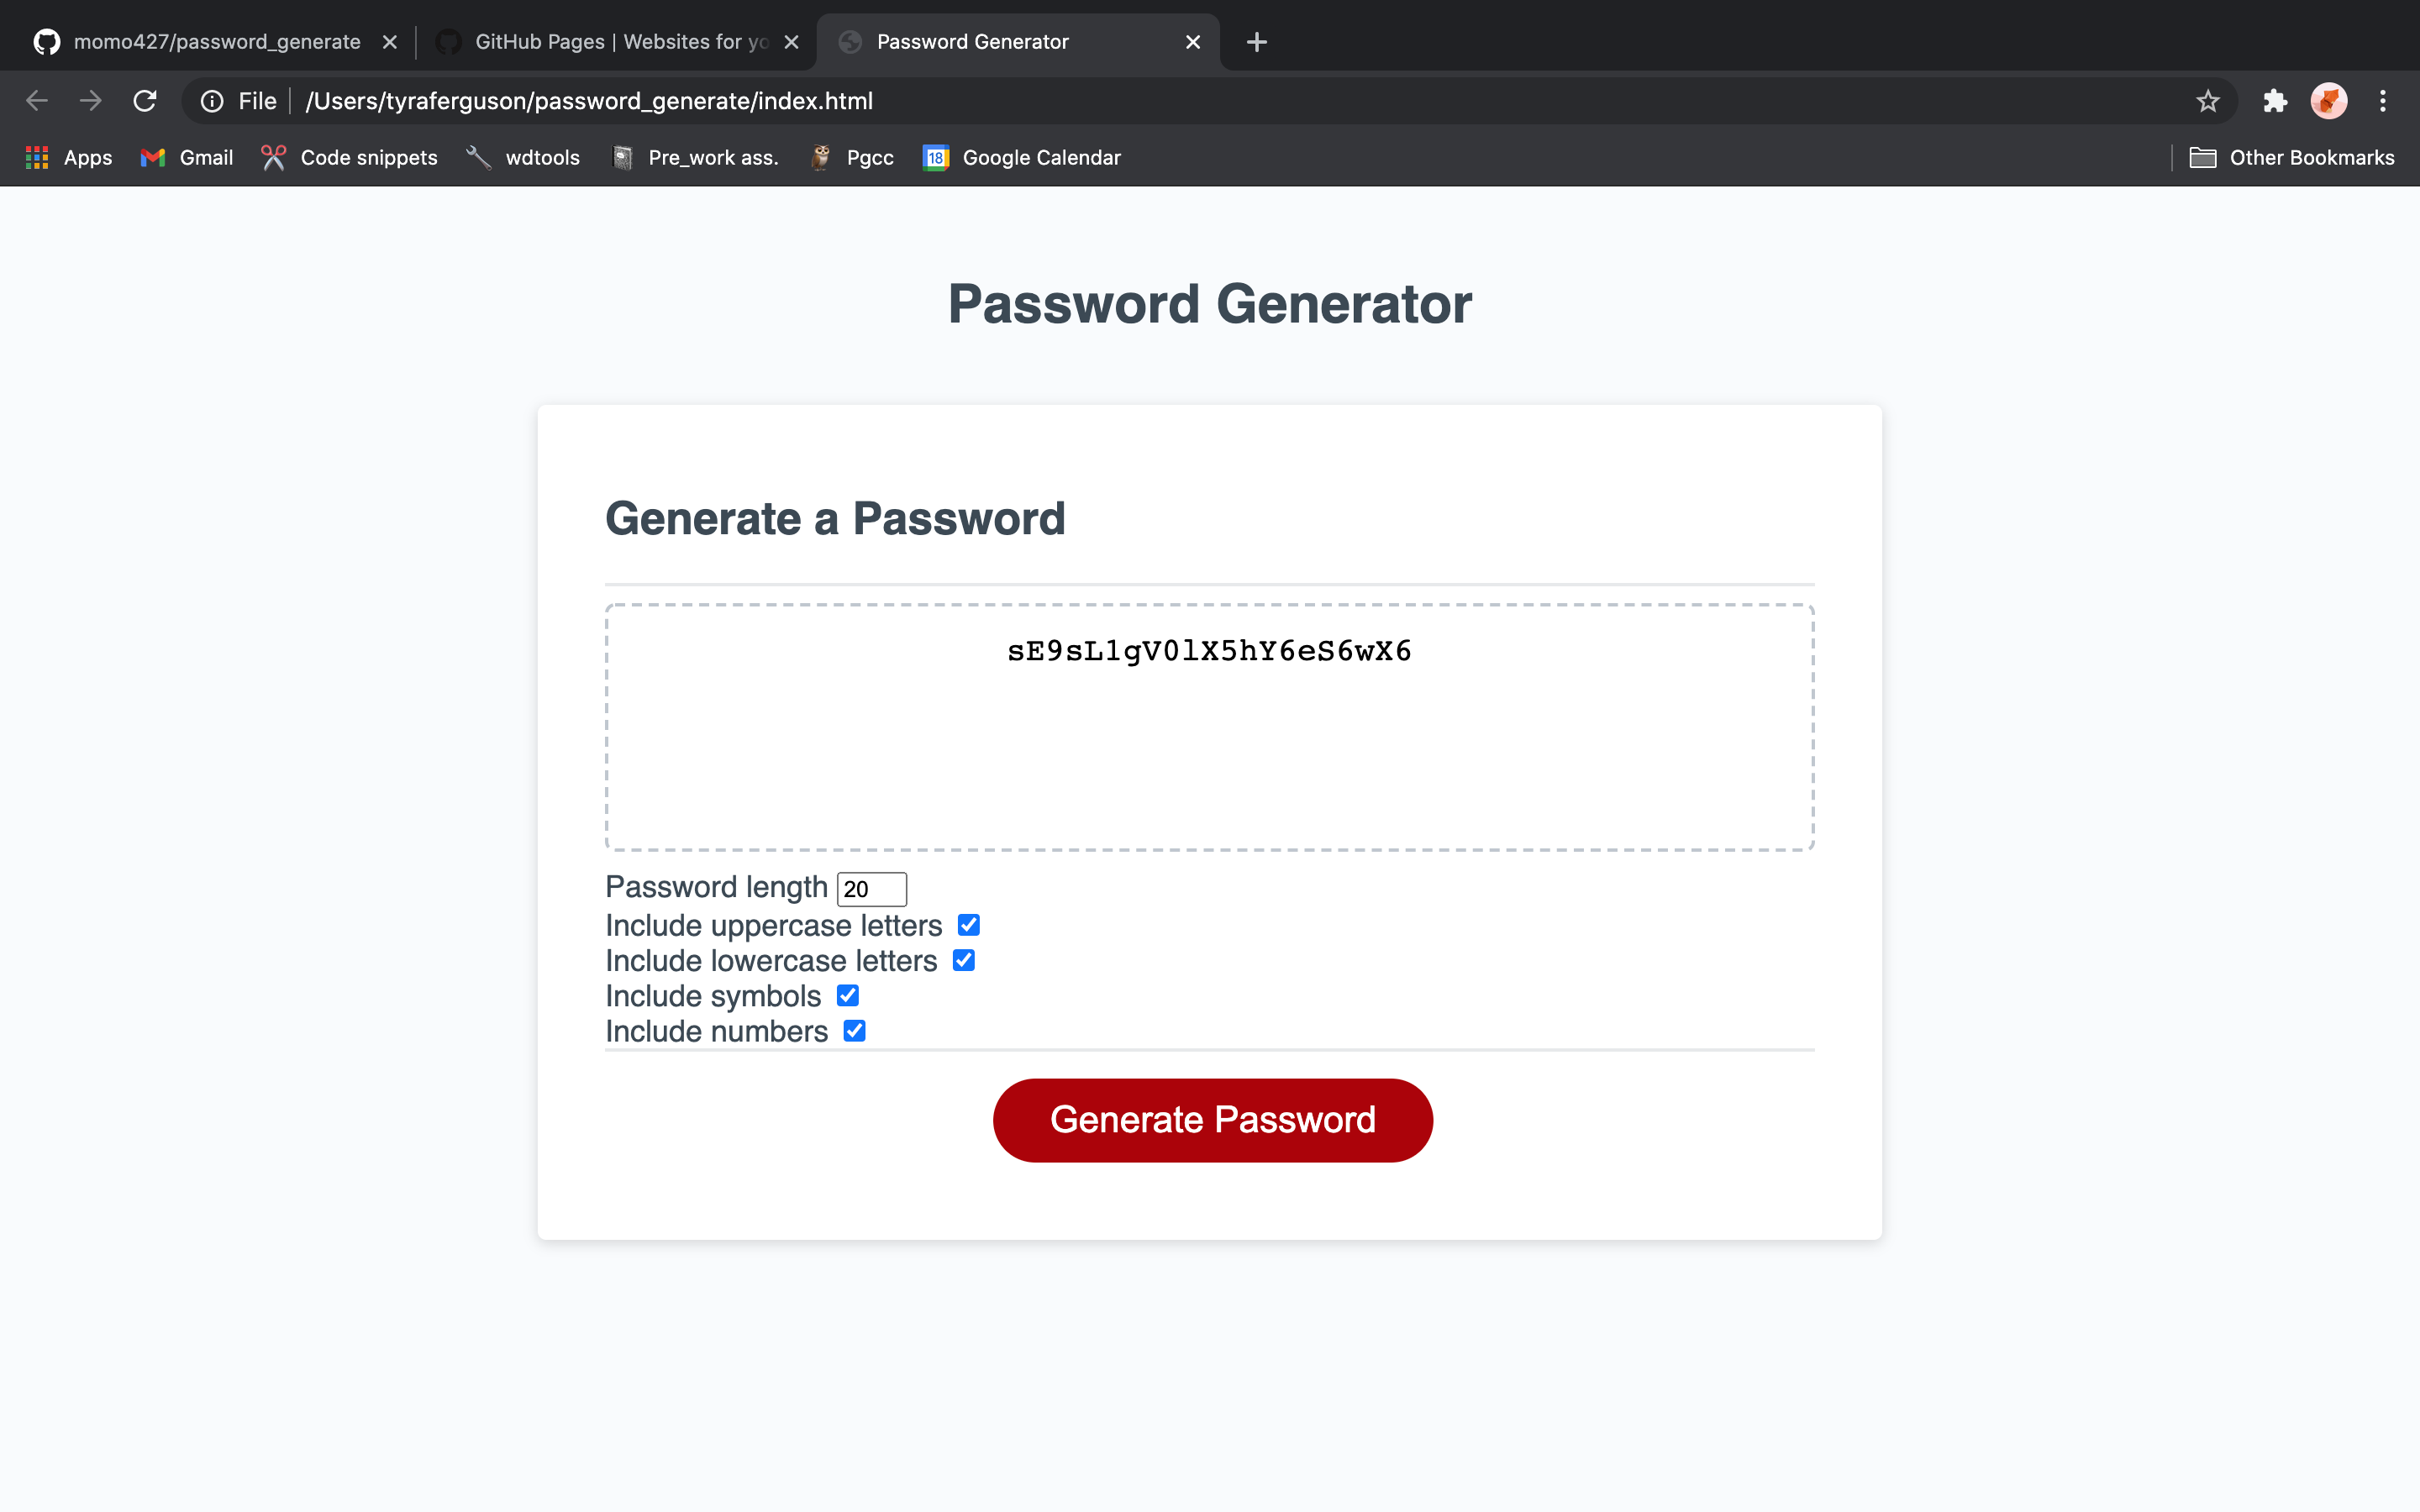 momo427/password_generate
GitHub Pages | Websites for yo
Password Generator
File
/Users/tyraferguson/password_generate/index.html
Apps
Gmail
Code snippets
wdtools
Pre_work ass.
Pgcc
18
Google Calendar
Other Bookmarks
Password Generator
Generate a Password
sE9sL1gV0lX5hY6eS6wX6
Password length 20
Include uppercase letters
Include lowercase letters
Include symbols
Include numbers
Generate Password